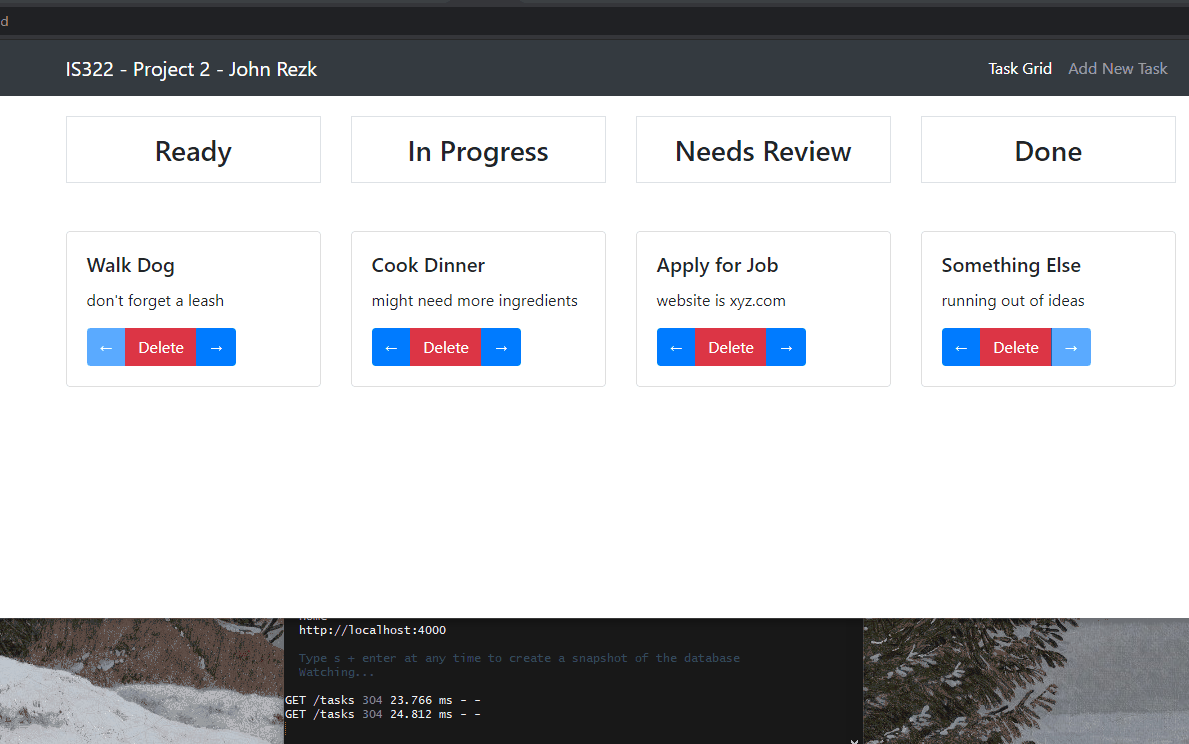 d
IS322 - Project 2 - John Rezk
Task Grid Add New Task
Ready In Progress Needs Review Done
Walk Dog
don't forget a leash
← Delete →
Cook Dinner
might need more ingredients
← Delete →
Apply for Job
website is xyz.com
← Delete →
Something Else
running out of ideas
← Delete →
http://localhost:4000
Type s + enter at any time to create a snapshot of the database
Watching...
GET /tasks 304 23.766 ms - -
GET /tasks 304 24.812 ms - -